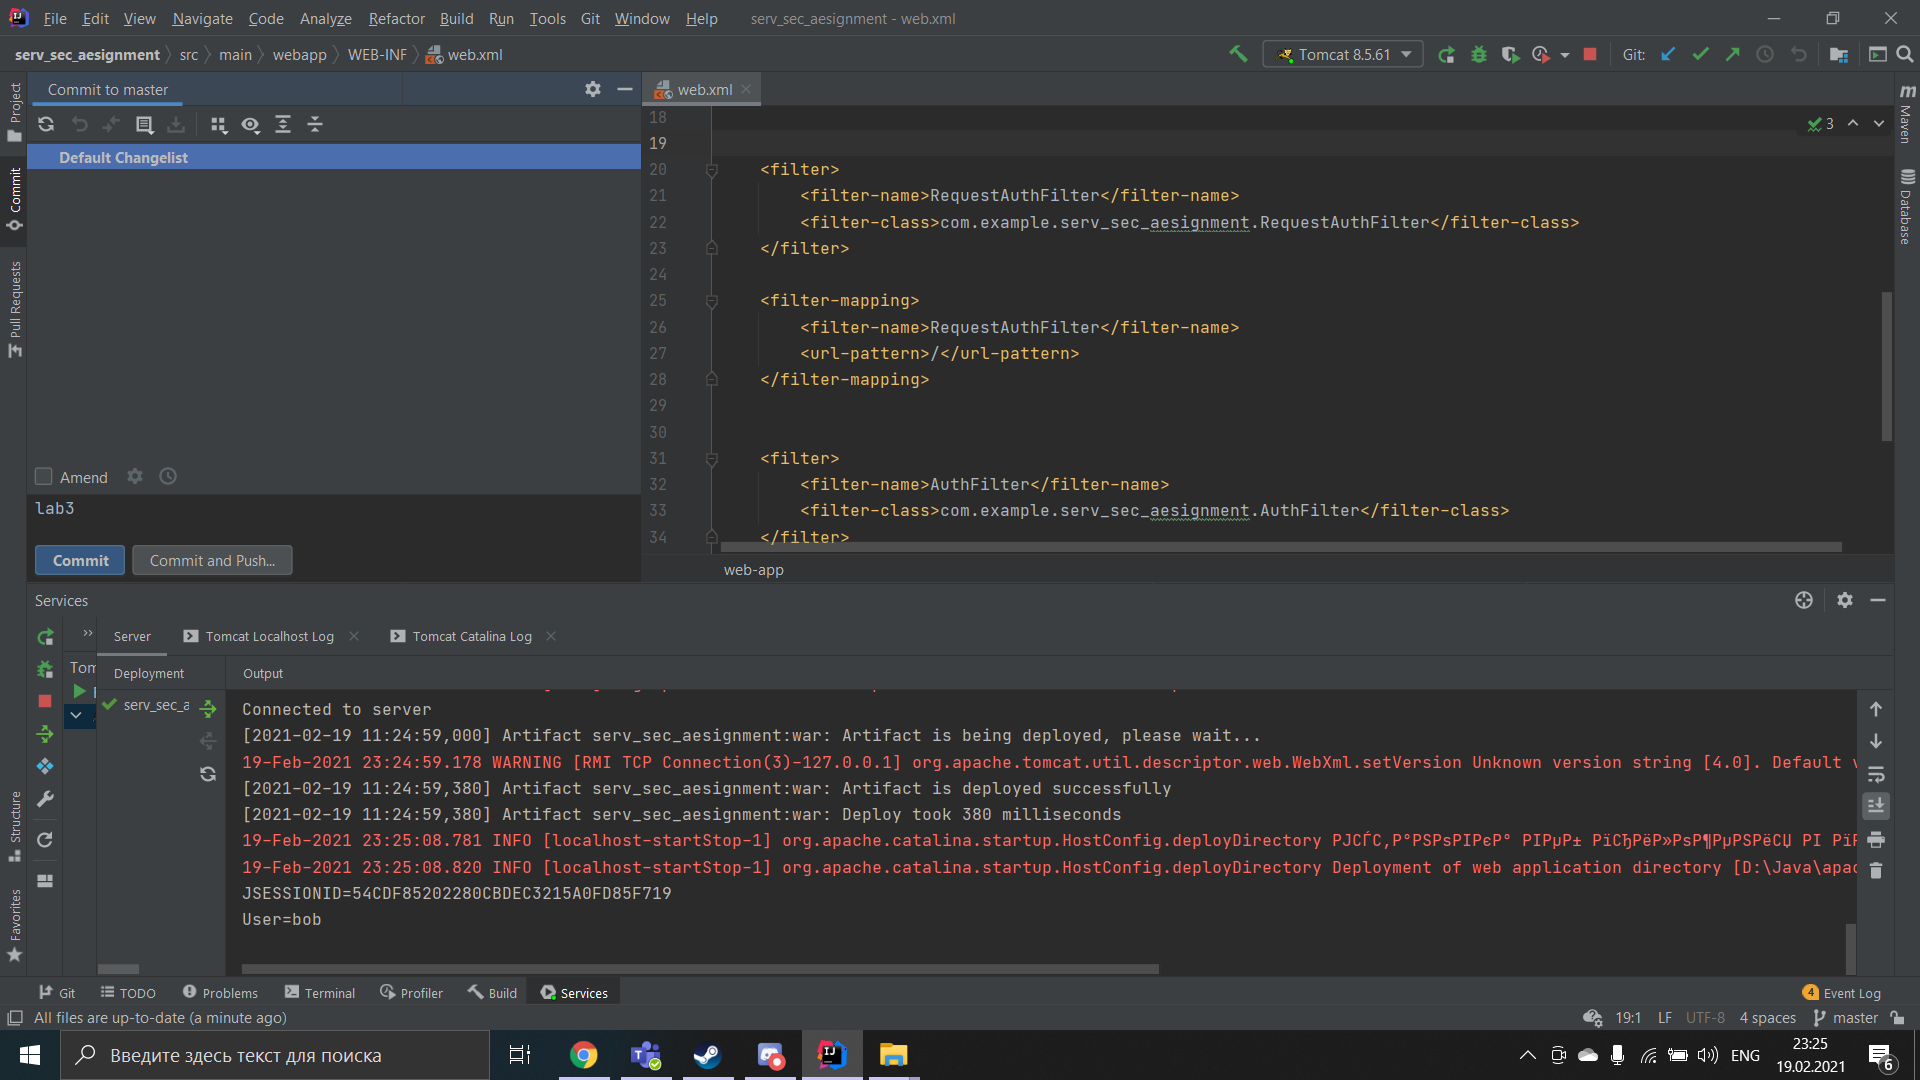 File Edit View Navigate Code Analyze Refactor Build Run Tools Git Window Help serv_sec_aesignment - web.xml
serv_sec_aesignment src main webapp WEB-INF web.xml Tomcat 8.5.61 Git:
Commit to master
web.xml
Project
Commit
Pull Requests
Structure
Favorites
Maven
Database
Default Changelist
3
18
19
20 <filter>
21 <filter-name>RequestAuthFilter</filter-name>
22 <filter-class>com.example.serv_sec_aesignment.RequestAuthFilter</filter-class>
23 </filter>
24
25 <filter-mapping>
26 <filter-name>RequestAuthFilter</filter-name>
27 <url-pattern>/</url-pattern>
28 </filter-mapping>
29
30
31 <filter>
32 <filter-name>AuthFilter</filter-name>
33 <filter-class>com.example.serv_sec_aesignment.AuthFilter</filter-class>
34 </filter>
web-app
Amend
lab3
Commit Commit and Push...
Services
Server Tomcat Localhost Log Tomcat Catalina Log
Tom
Deployment Output
serv_sec_a
Connected to server
[2021-02-19 11:24:59,000] Artifact serv_sec_aesignment:war: Artifact is being deployed, please wait...
19-Feb-2021 23:24:59.178 WARNING [RMI TCP Connection(3)-127.0.0.1] org.apache.tomcat.util.descriptor.web.WebXml.setVersion Unknown version string [4.0]. Default v
[2021-02-19 11:24:59,380] Artifact serv_sec_aesignment:war: Artifact is deployed successfully
[2021-02-19 11:24:59,380] Artifact serv_sec_aesignment:war: Deploy took 380 milliseconds
19-Feb-2021 23:25:08.781 INFO [localhost-startStop-1] org.apache.catalina.startup.HostConfig.deployDirectory
19-Feb-2021 23:25:08.820 INFO [localhost-startStop-1] org.apache.catalina.startup.HostConfig.deployDirectory Deployment of web application directory [D:\Java\apac
JSESSIONID=54CDF85202280CBDEC3215A0FD85F719
User=bob
Git TODO Problems Terminal Profiler Build Services 4 Event Log
All files are up-to-date (a minute ago) 19:1 LF UTF-8 4 spaces master
Введите здесь текст для поиска
ENG
23:25
19.02.2021
6